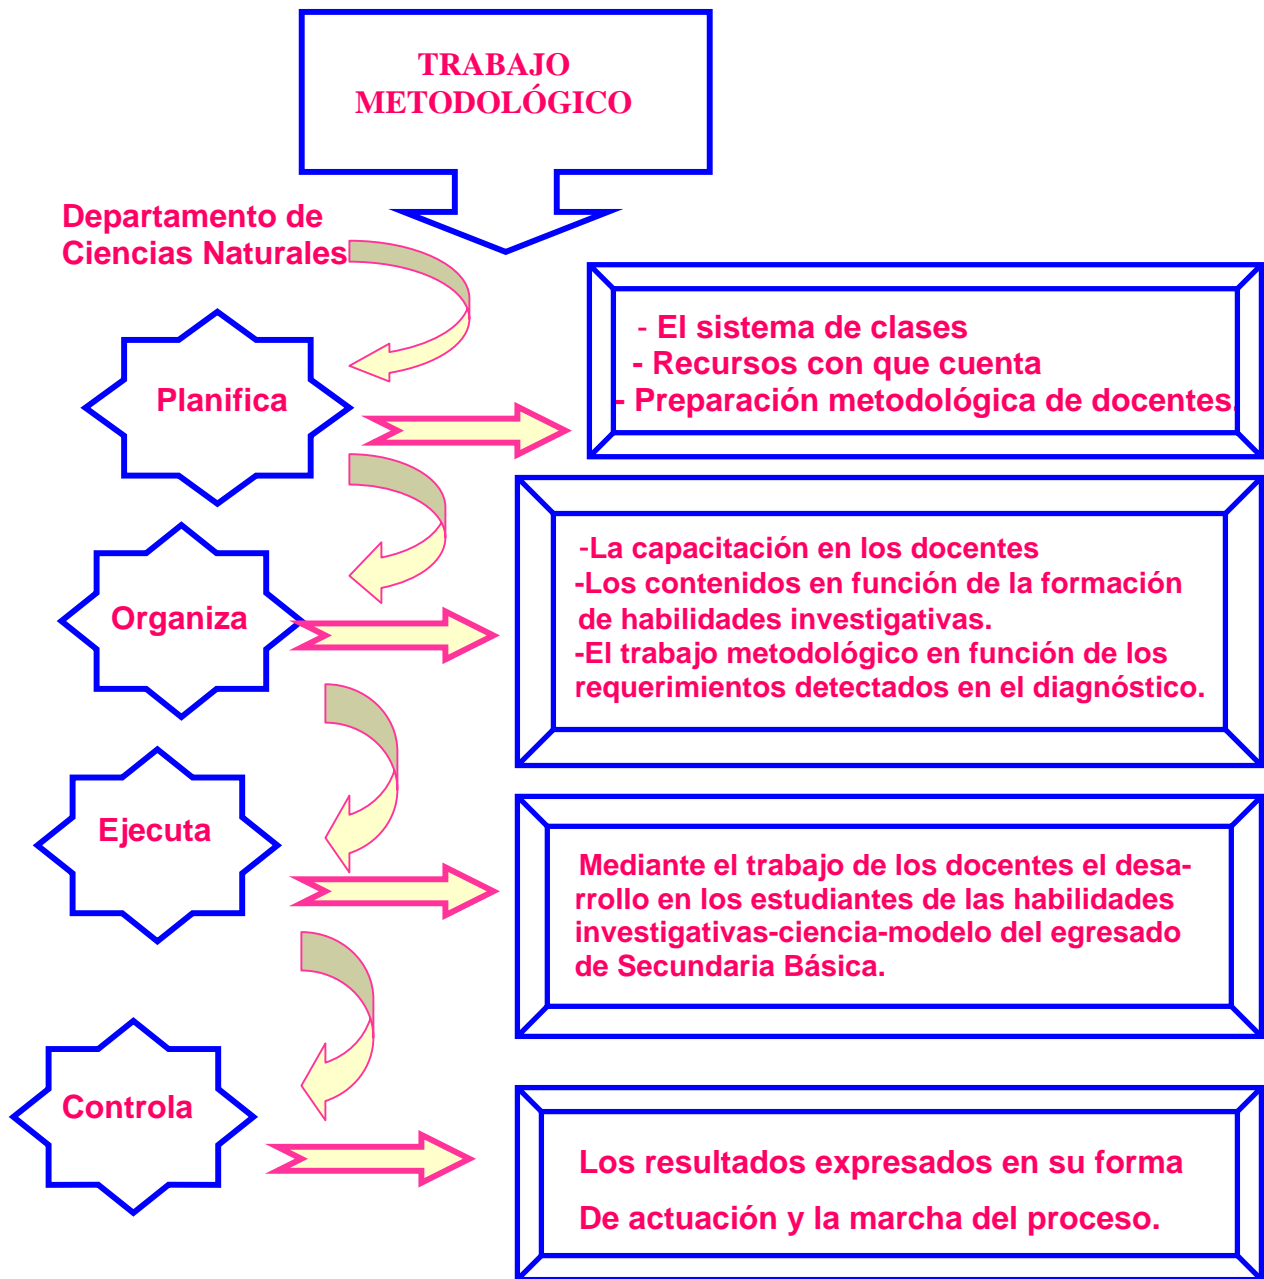 TRABAJO
METODOLÓGICO
Departamento de
Ciencias Naturales
Planifica
- El sistema de clases
- Recursos con que cuenta
- Preparación metodológica de docentes.
Organiza
-La capacitación en los docentes
-Los contenidos en función de la formación
de habilidades investigativas.
-El trabajo metodológico en función de los
requerimientos detectados en el diagnóstico.
Ejecuta
Mediante el trabajo de los docentes el desa-
rrollo en los estudiantes de las habilidades
investigativas-ciencia-modelo del egresado
de Secundaria Básica.
Controla
Los resultados expresados en su forma
De actuación y la marcha del proceso.